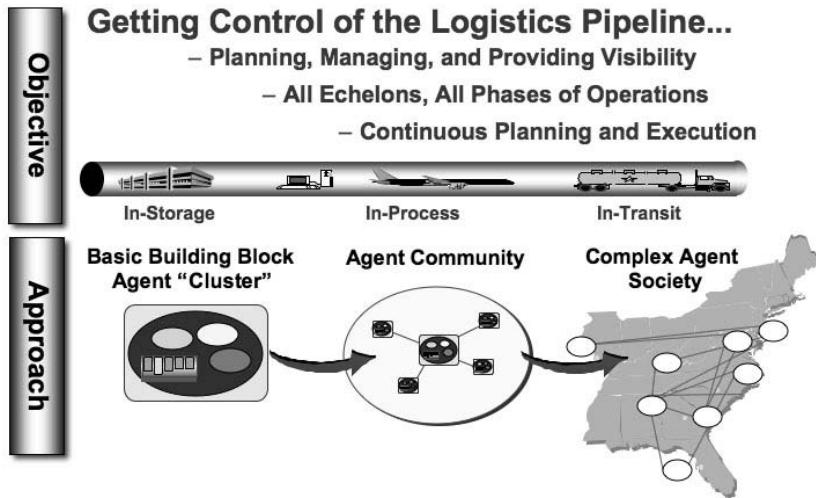 Objective
Getting Control of the Logistics Pipeline...
– Planning, Managing, and Providing Visibility
– All Echelons, All Phases of Operations
– Continuous Planning and Execution
In-Storage
In-Process
In-Transit
Approach
Basic Building Block
Agent “Cluster”
Agent Community
Complex Agent
Society